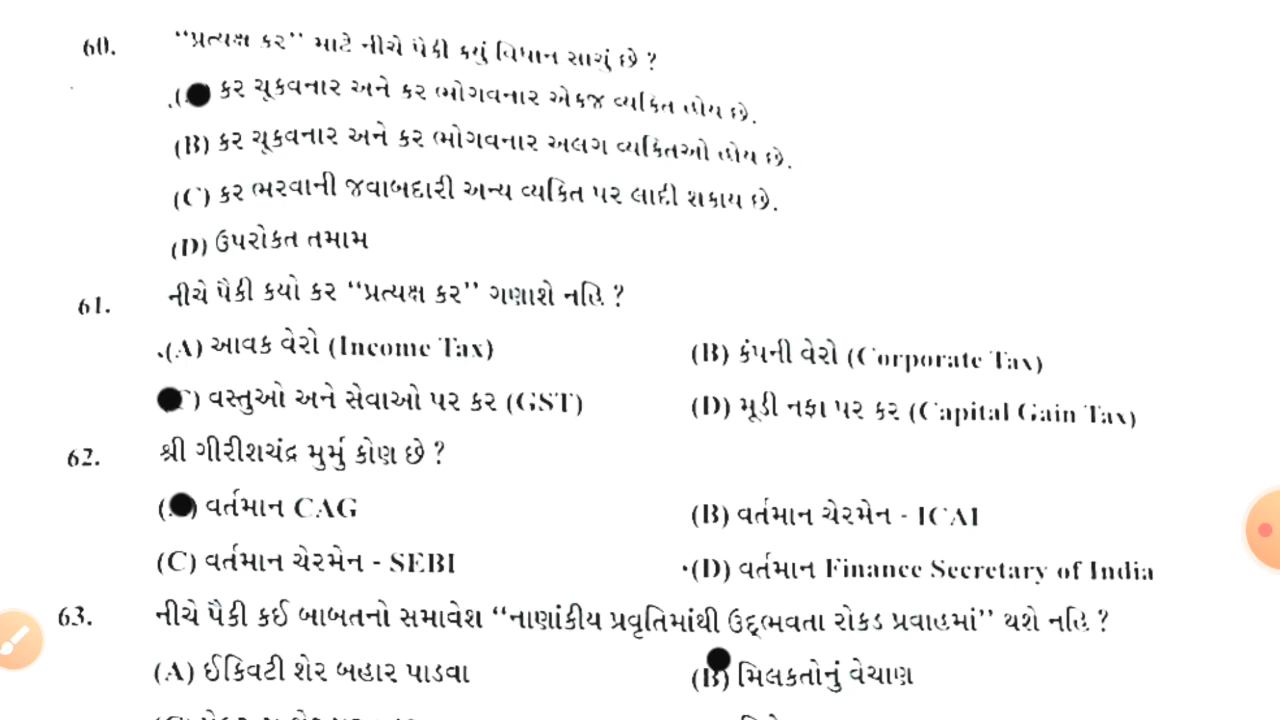 60. “પ્રત્યક્ષ કર” માટે નીચે પૈકી કયું વિધાન સાચું છે ?
કર ચૂકવનાર અને કર ભોગવનાર એકજ વ્યકિત હોય છે.
(B) કર ચૂકવનાર અને કર ભોગવનાર અલગ વ્યકિતઓ હોય છે.
(C) કર ભરવાની જવાબદારી અન્ય વ્યકિત પર લાદી શકાય છે.
(D) ઉપરોકત તમામ
61. નીચે પૈકી કયો કર “પ્રત્યક્ષ કર” ગણાશે નહિ ?
(A) આવક વેરો (Income Tax) (B) કંપની વેરો (Corporate Tax)
વસ્તુઓ અને સેવાઓ પર કર (GST) (D) મૂડી નફા પર કર (Capital Gain Tax)
62. શ્રી ગીરીશચંદ્ર મુર્મુ કોણ છે ?
વર્તમાન CAG (B) વર્તમાન ચેરમેન - ICAI
(C) વર્તમાન ચેરમેન - SEBI (D) વર્તમાન Finance Secretary of India
63. નીચે પૈકી કઈ બાબતનો સમાવેશ “નાણાંકીય પ્રવૃતિમાંથી ઉદ્ભવતા રોકડ પ્રવાહમાં” થશે નહિ ?
(A) ઈકિવટી શેર બહાર પાડવા (B) મિલકતોનું વેચાણ